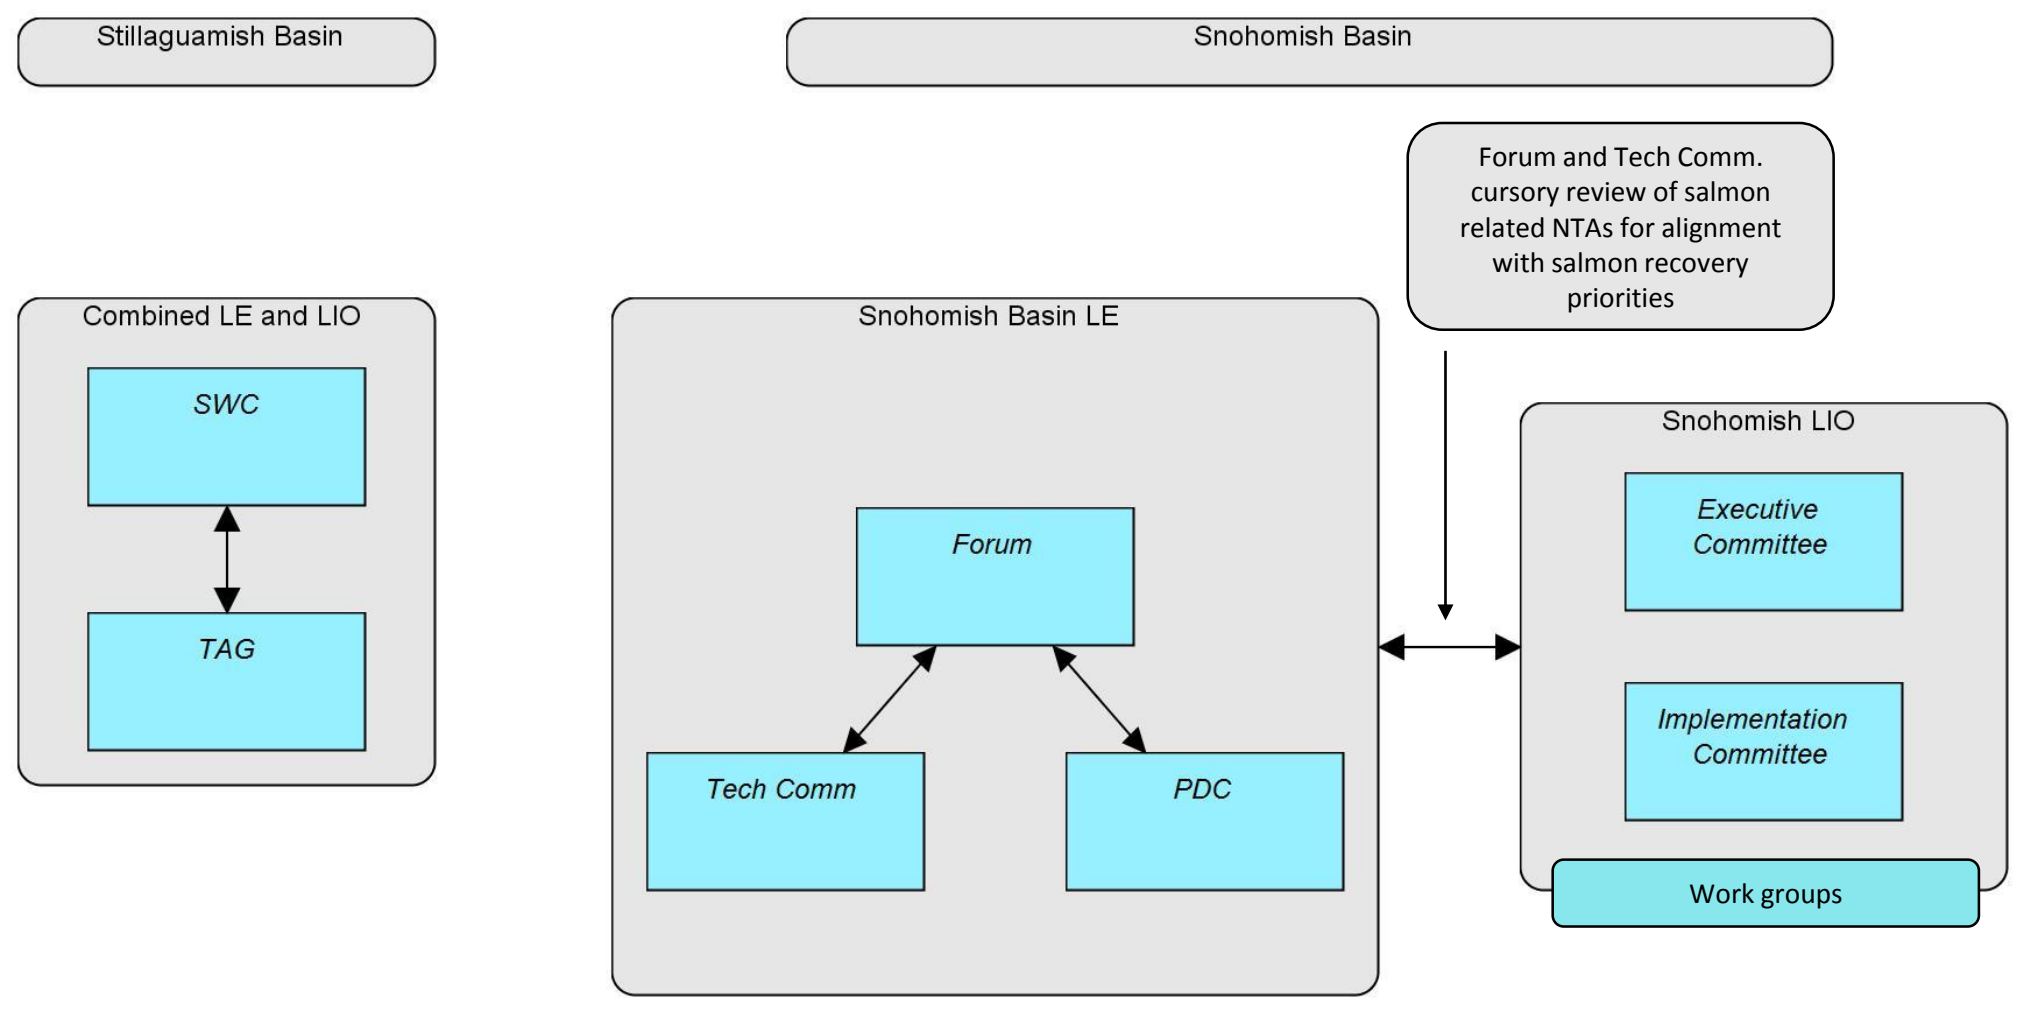 Stillaguamish Basin
Snohomish Basin
Forum and Tech Comm.
cursory review of salmon
related NTAs for alignment
with salmon recovery
priorities
Combined LE and LIO
SWC
TAG
Snohomish Basin LE
Forum
Tech Comm
PDC
Snohomish LIO
Executive
Committee
Implementation
Committee
Work groups